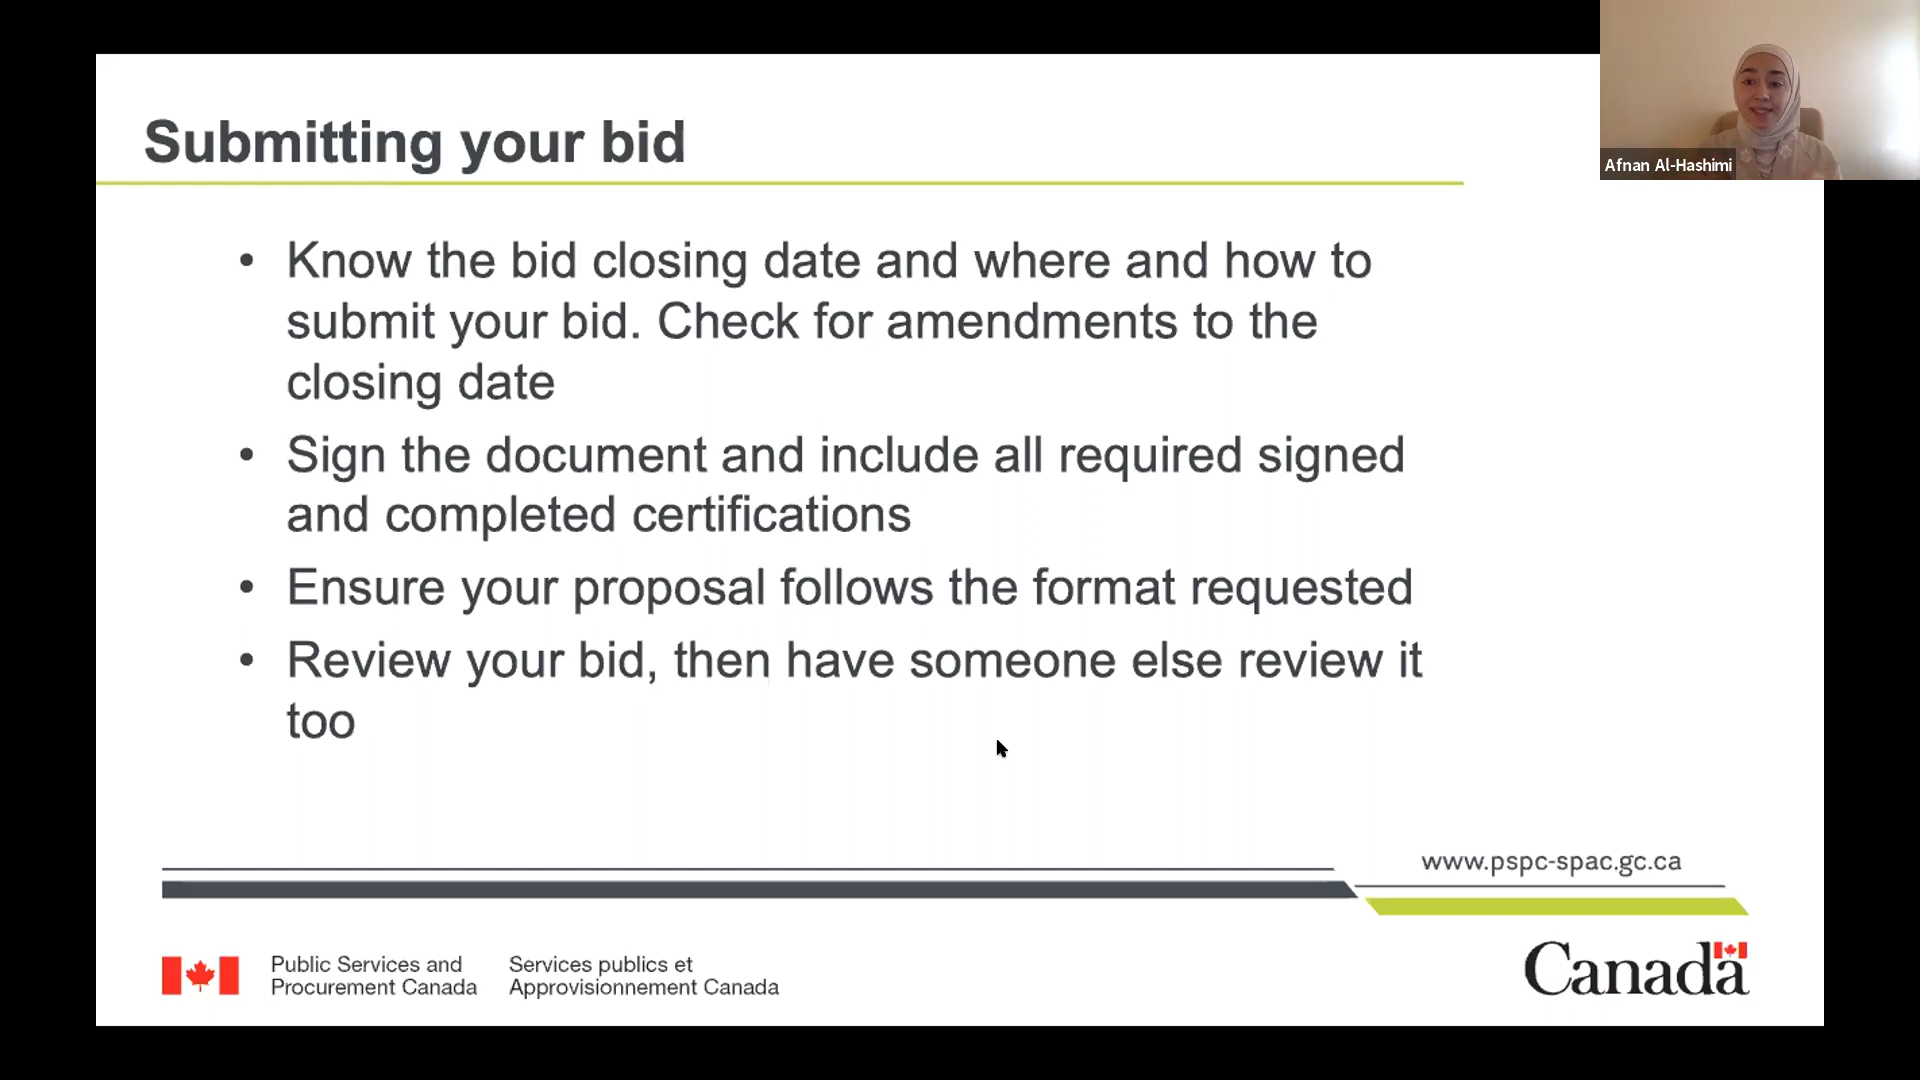 Submitting your bid
Afnan Al-Hashimi
• Know the bid closing date and where and how to
submit your bid. Check for amendments to the
closing date
• Sign the document and include all required signed
and completed certifications
• Ensure your proposal follows the format requested
• Review your bid, then have someone else review it
too
www.pspc-spac.gc.ca
Public Services and
Procurement Canada
Services publics et
Approvisionnement Canada
Canada